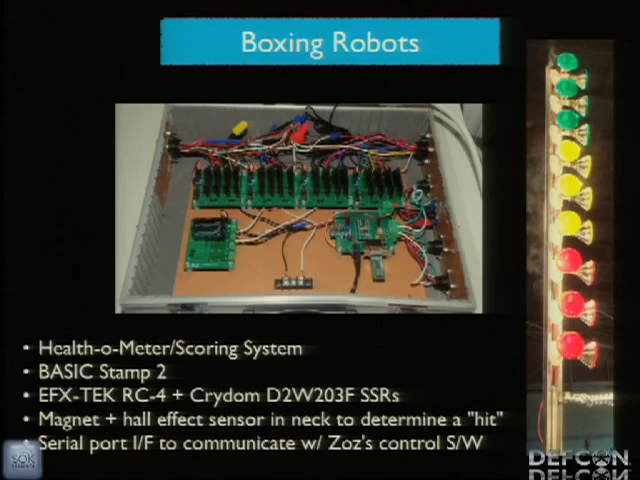 Boxing Robots
• Health-o-Meter/Scoring System
• BASIC Stamp 2
• EFX-TEK RC-4 + Crydom D2W203F SSRs
• Magnet + hall effect sensor in neck to determine a "hit"
• Serial port I/F to communicate w/ Zoz's control S/W
SOK
DEFCON